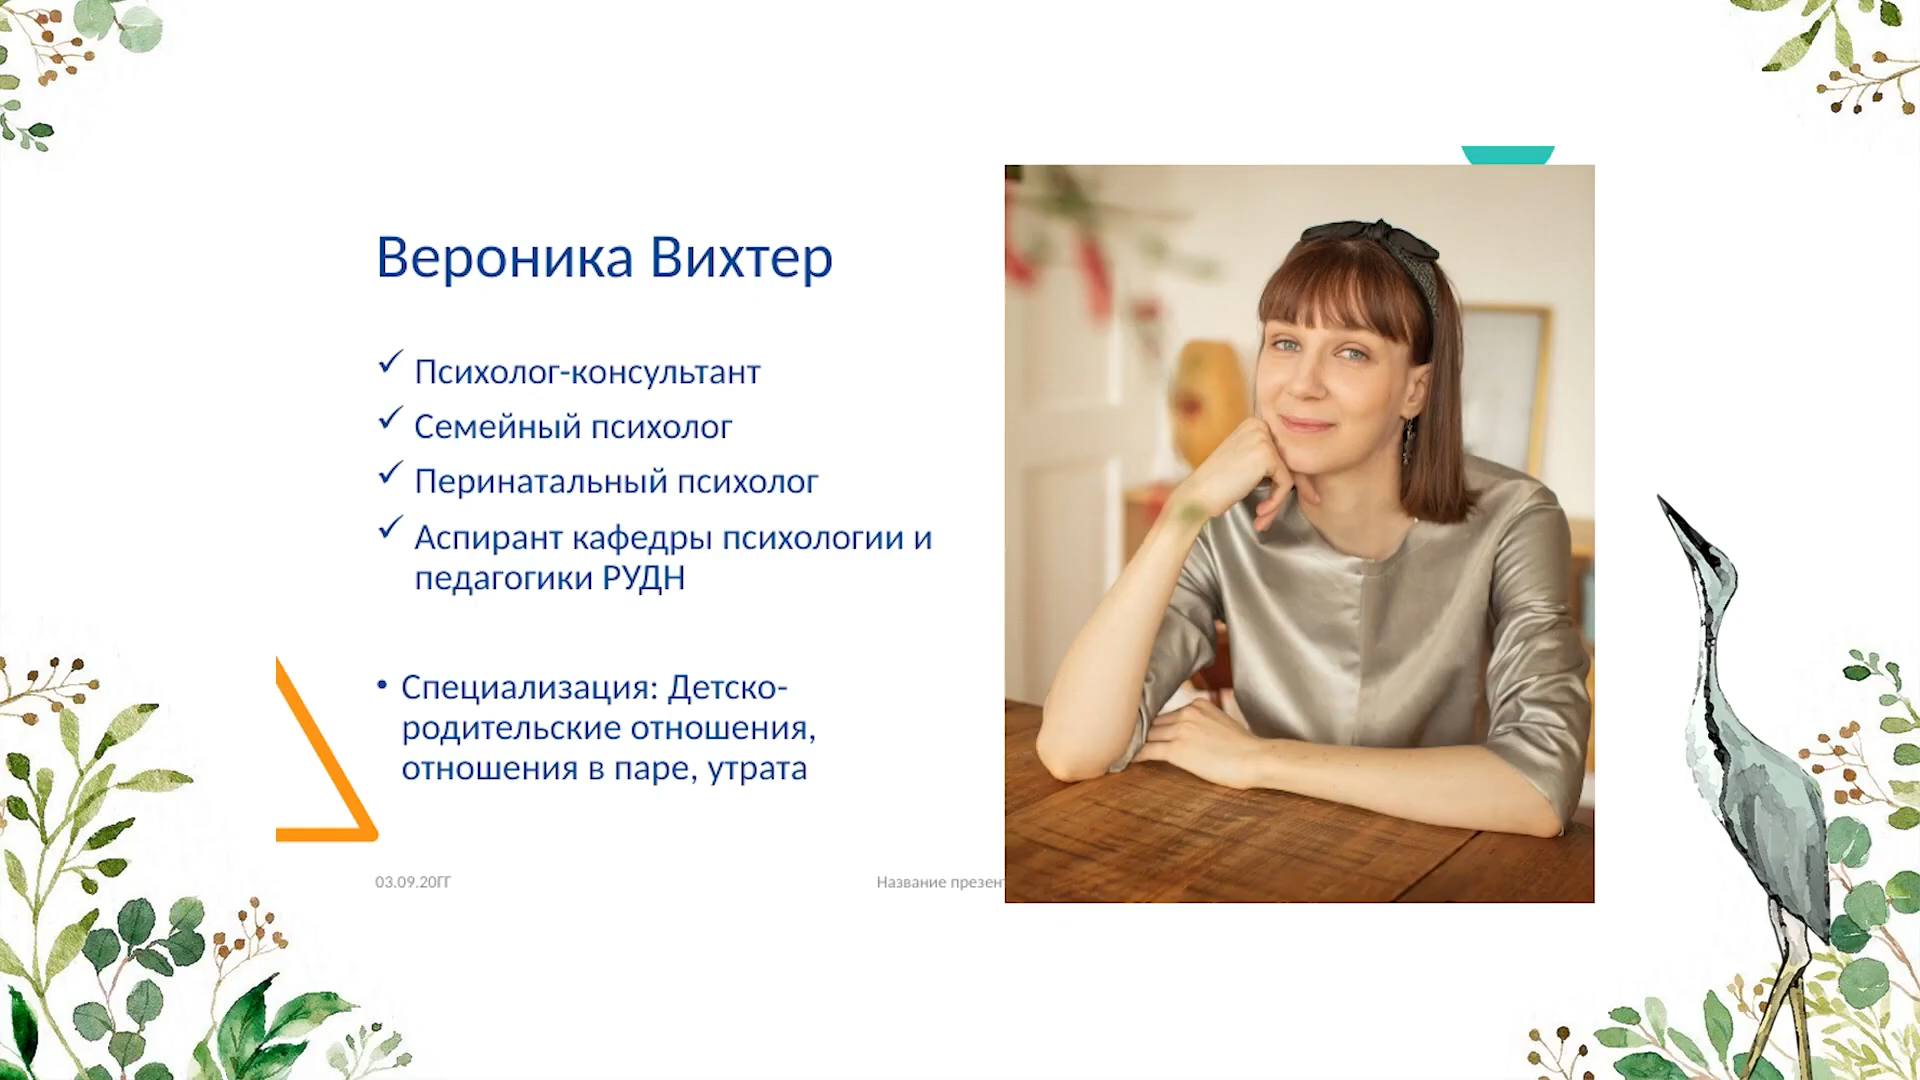 Вероника Вихтер
Психолог-консультант
Семейный психолог
Перинатальный психолог
Аспирант кафедры психологии и
педагогики РУДН
Специализация: Детско-
родительские отношения,
отношения в паре, утрата
03.09.20ГГ
Название